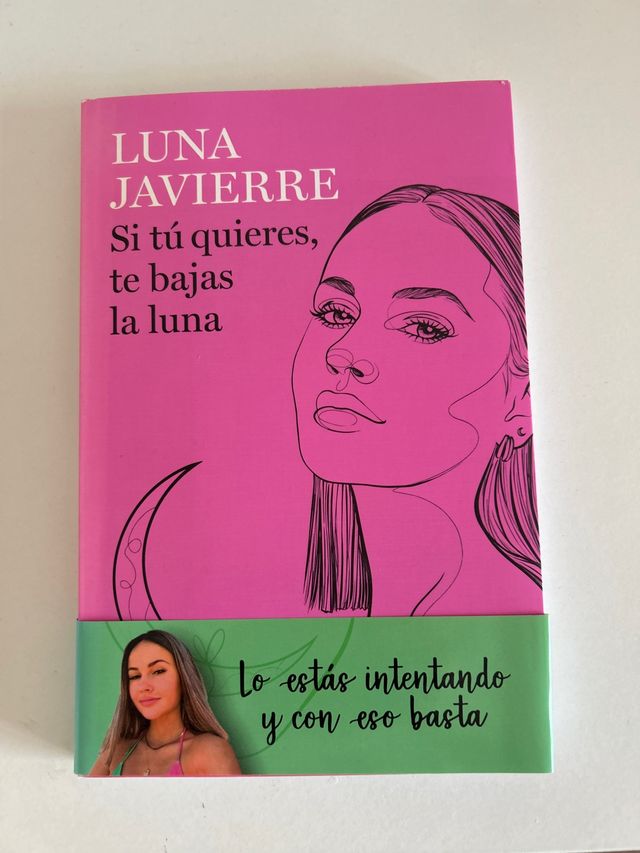 LUNA
JAVIERRE
Si tú quieres,
te bajas
la luna
Lo estás intentando
y con eso basta